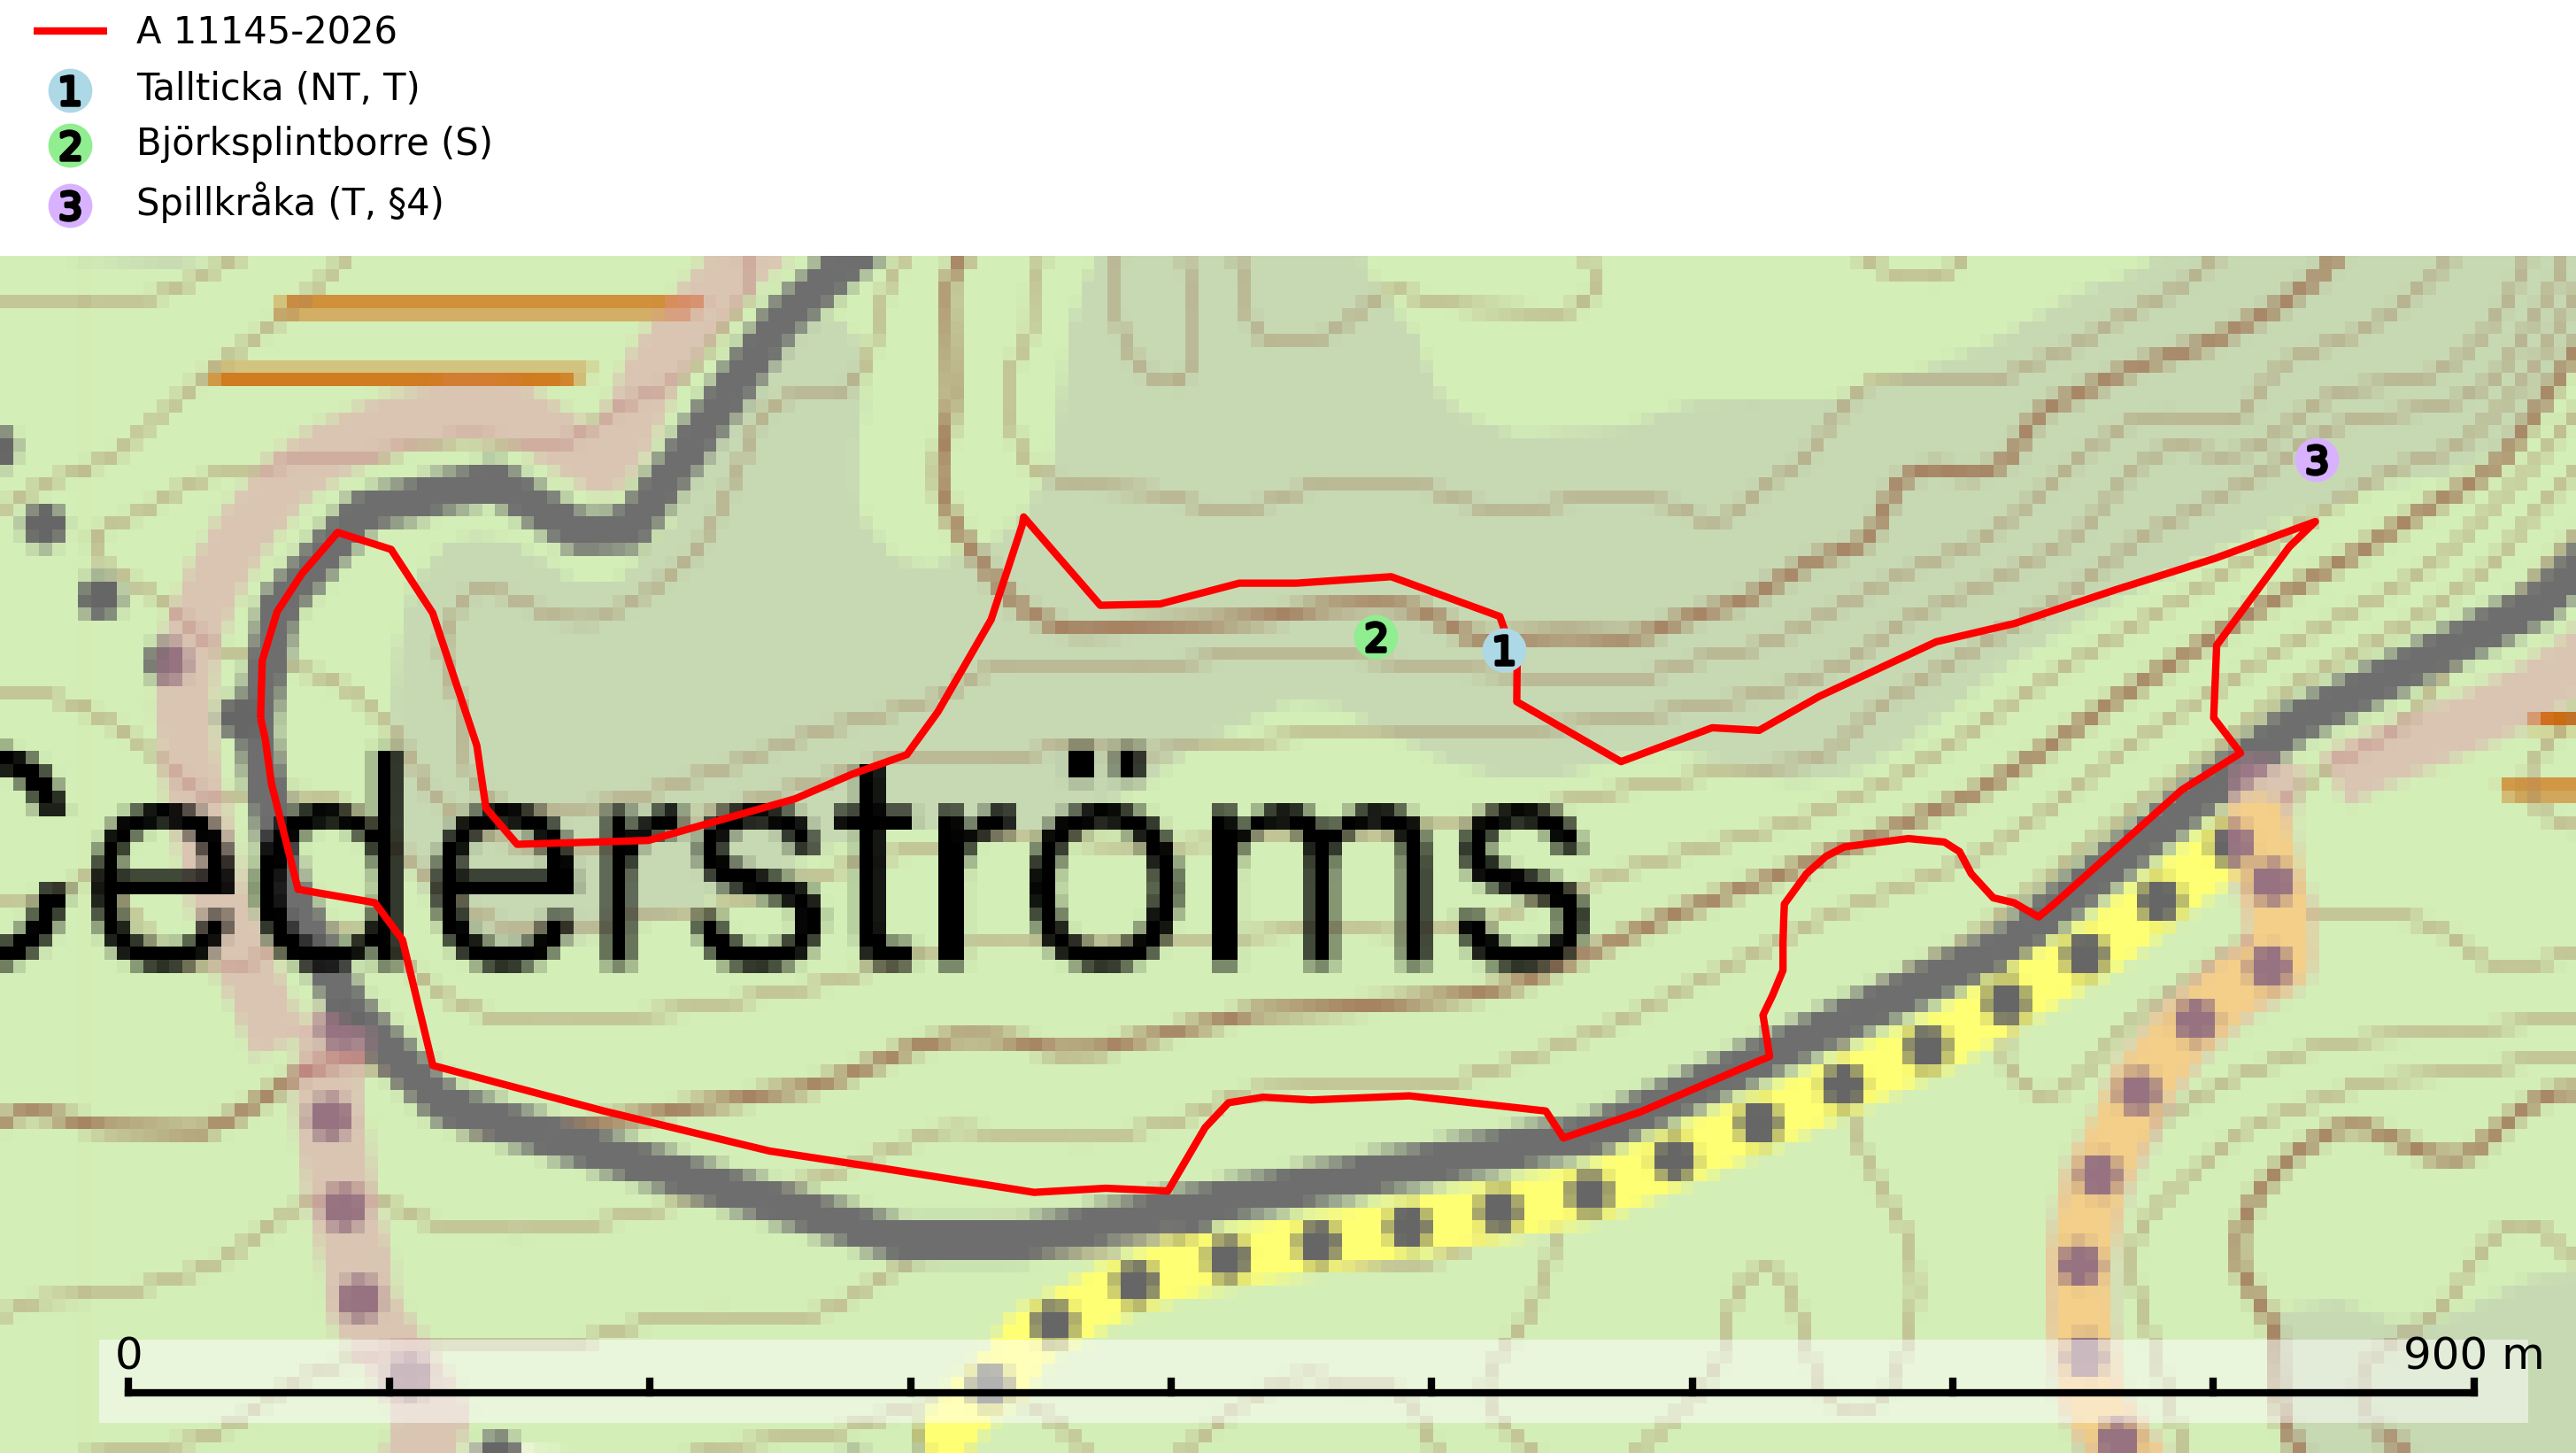 A 11145-2026
1 Tallticka (NT, T)
2 Björksplintborre (S)
3 Spillkråka (T, §4)
3
2 1
Cederströms
0 900 m